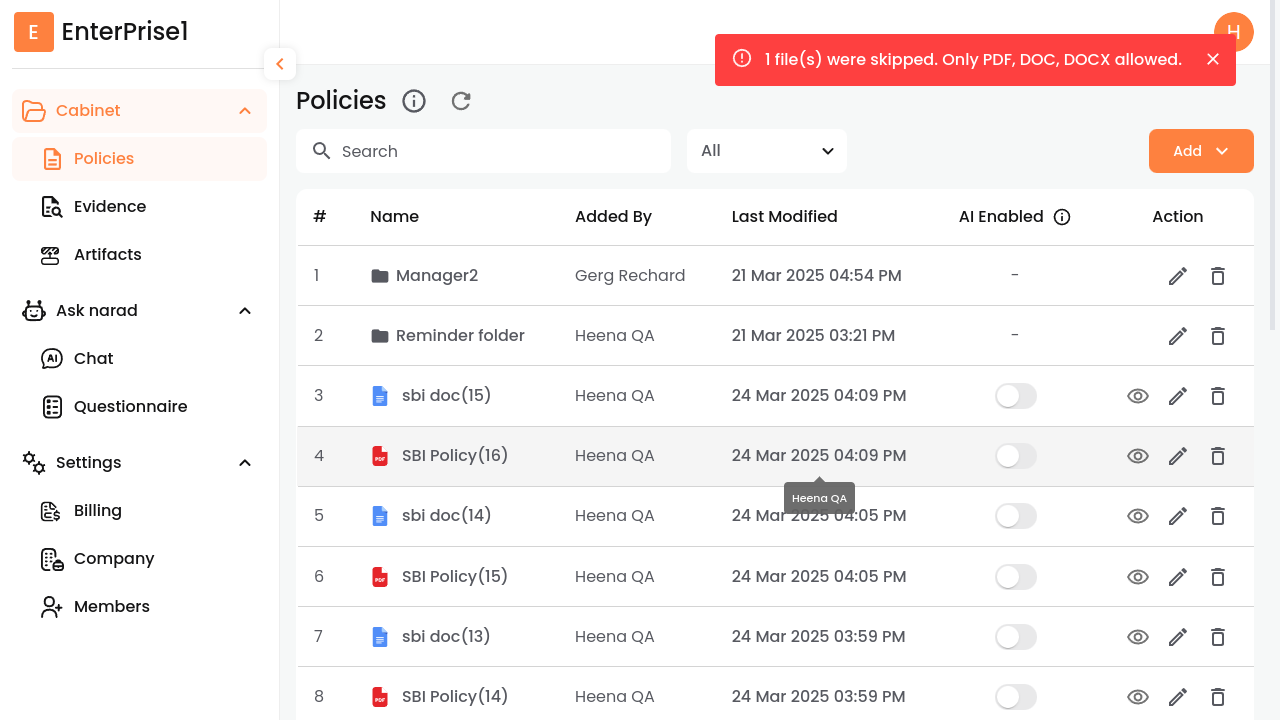 E EnterPrise1
H
1 file(s) were skipped. Only PDF, DOC, DOCX allowed.
Cabinet
Policies
Evidence
Artifacts
Ask narad
AI Chat
Questionnaire
Settings
Billing
Company
Members
Policies
Search
All
Add
# Name Added By Last Modified AI Enabled Action
1 Manager2 Gerg Rechard 21 Mar 2025 04:54 PM -
2 Reminder folder Heena QA 21 Mar 2025 03:21 PM -
3 sbi doc(15) Heena QA 24 Mar 2025 04:09 PM
4 PDF SBI Policy(16) Heena QA 24 Mar 2025 04:09 PM
Heena QA
5 sbi doc(14) Heena QA 24 Mar 2025 04:05 PM
6 PDF SBI Policy(15) Heena QA 24 Mar 2025 04:05 PM
7 sbi doc(13) Heena QA 24 Mar 2025 03:59 PM
8 PDF SBI Policy(14) Heena QA 24 Mar 2025 03:59 PM